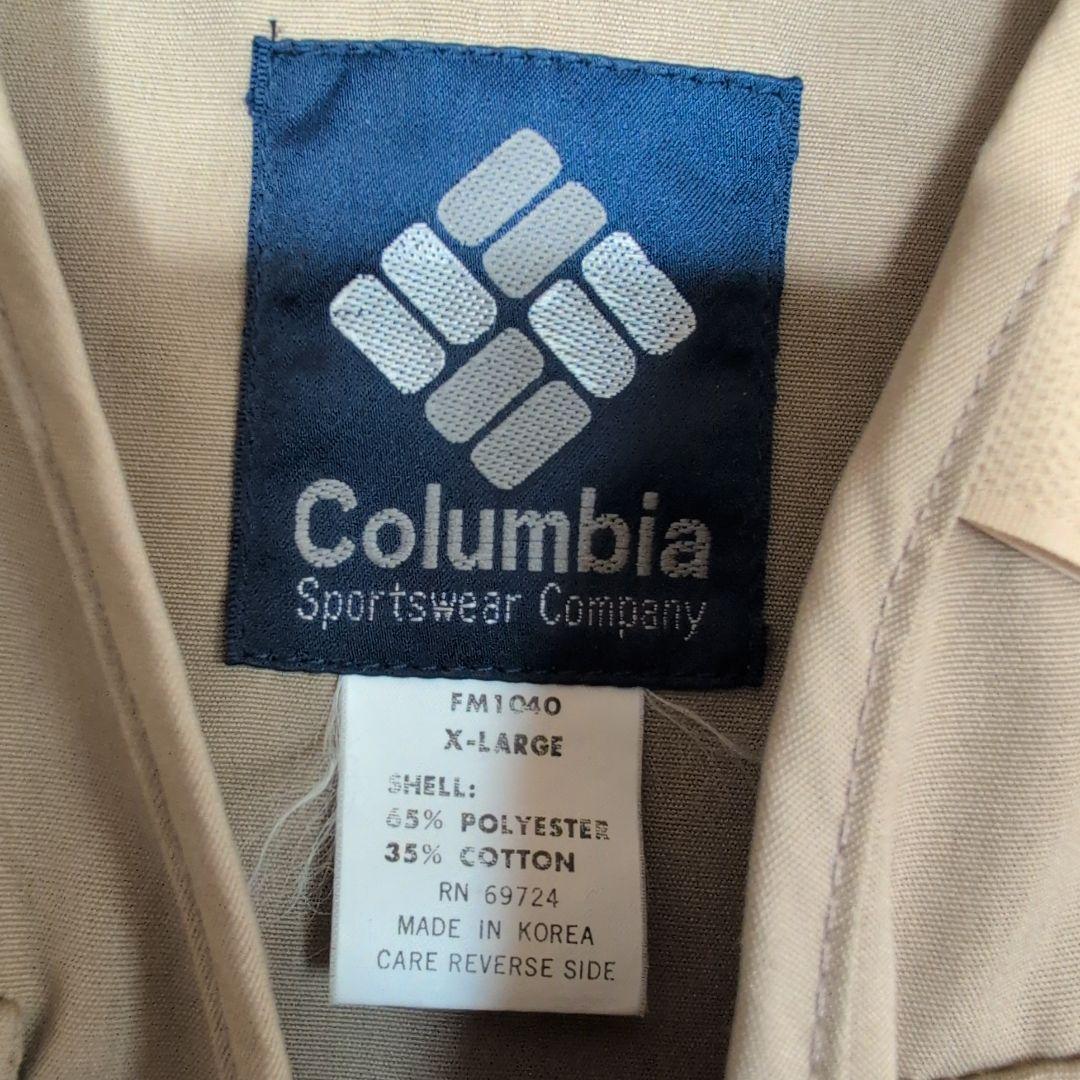 Columbia
Sportswear Company
FM1040
X-LARGE
SHELL:
65% POLYESTER
35% COTTON
RN 69724
MADE IN KOREA
CARE REVERSE SIDE